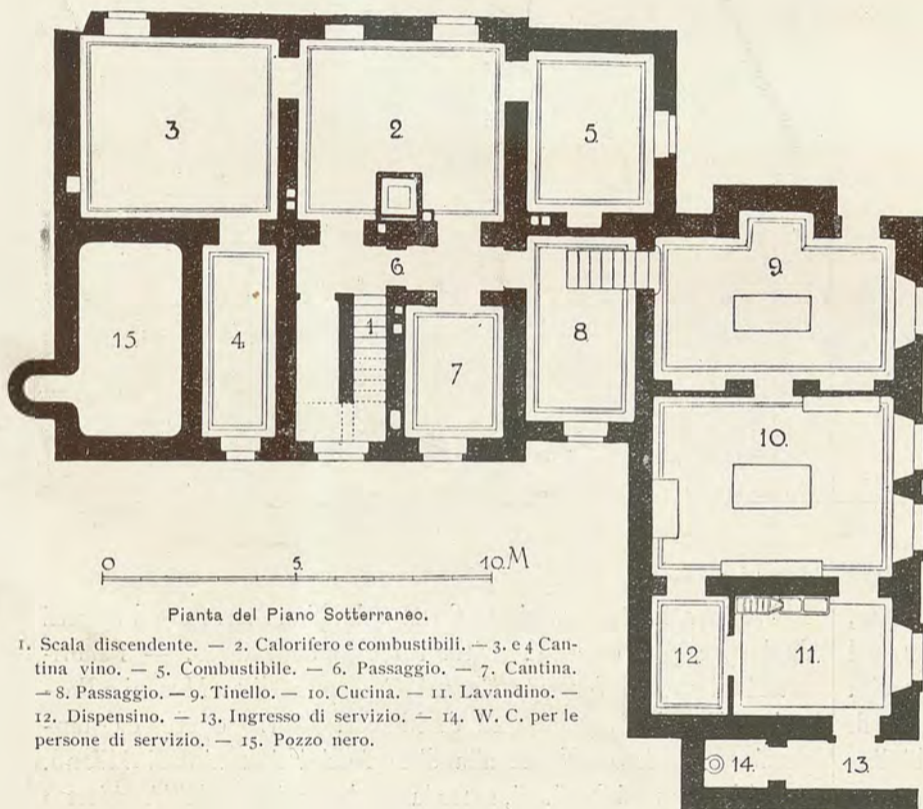 3.
2.
5.
6.
9.
15.
4.
1
7.
8.
10.
12.
11.
14.
13.
0 5. 10. M
Pianta del Piano Sotterraneo.
1. Scala discendente. — 2. Calorifero e combustibili. — 3. e 4 Can-
tina vino. — 5. Combustibile. — 6. Passaggio. — 7. Cantina.
— 8. Passaggio. — 9. Tinello. — 10. Cucina. — 11. Lavandino. —
12. Dispensino. — 13. Ingresso di servizio. — 14. W. C. per le
persone di servizio. — 15. Pozzo nero.